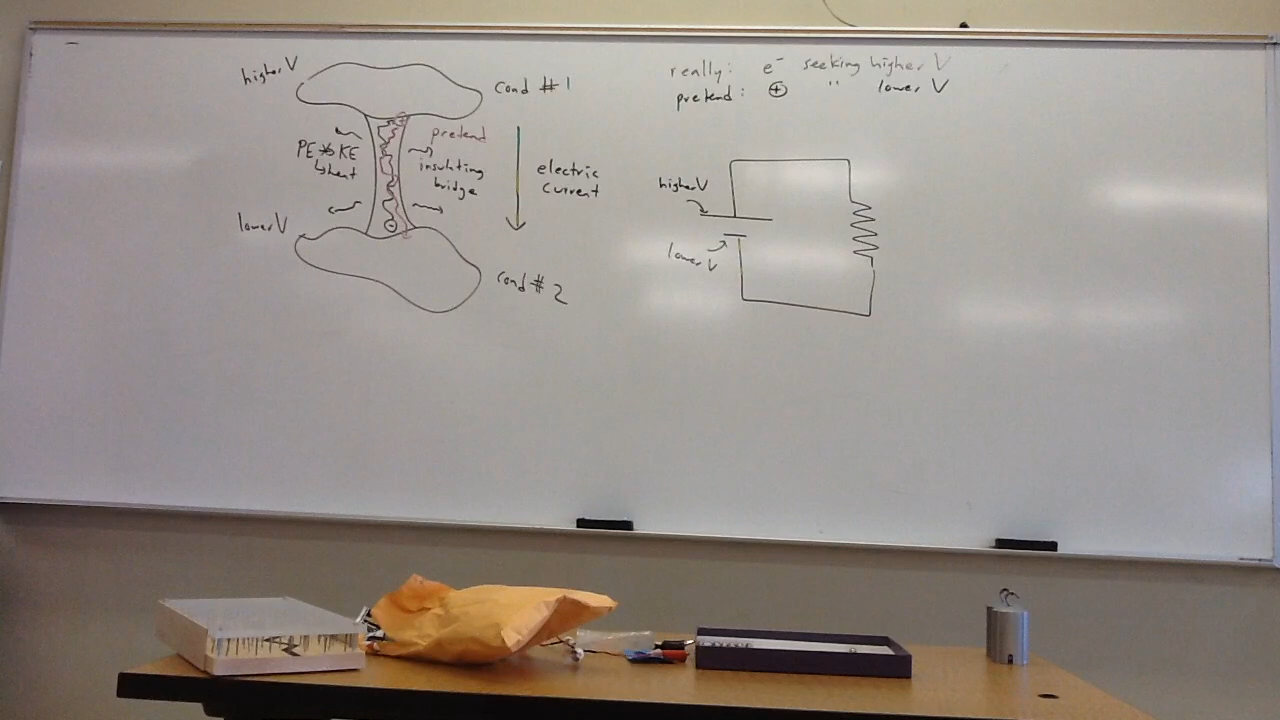 higher V
cond #1
PE → KE
↳ heat
pretend
insulating
bridge
electric
current
lower V
cond #2
really: e⁻ seeking higher V
pretend: ⊕ " lower V
higher V
lower V